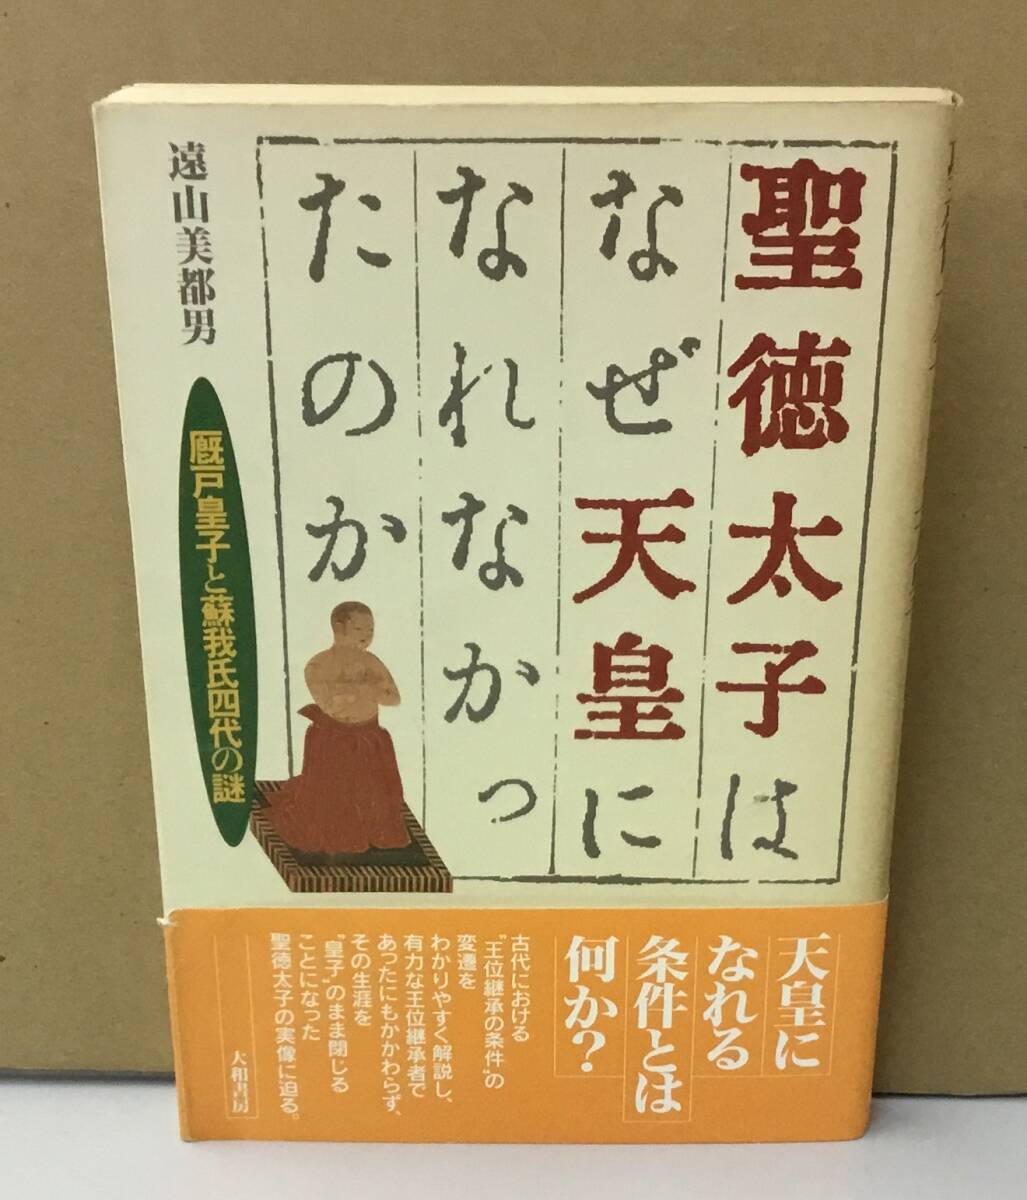 聖徳太子は
なぜ天皇に
なれなかっ
たのか
遠山美都男
厩戸皇子と蘇我氏四代の謎
天皇に
なれる
条件とは
何か?
古代における
"王位継承の条件"の
変遷を
わかりやすく解説し、
有力な王位継承者で
あったにもかかわらず、
その生涯を
"皇子"のまま閉じる
ことになった
聖徳太子の実像に迫る。
大和書房